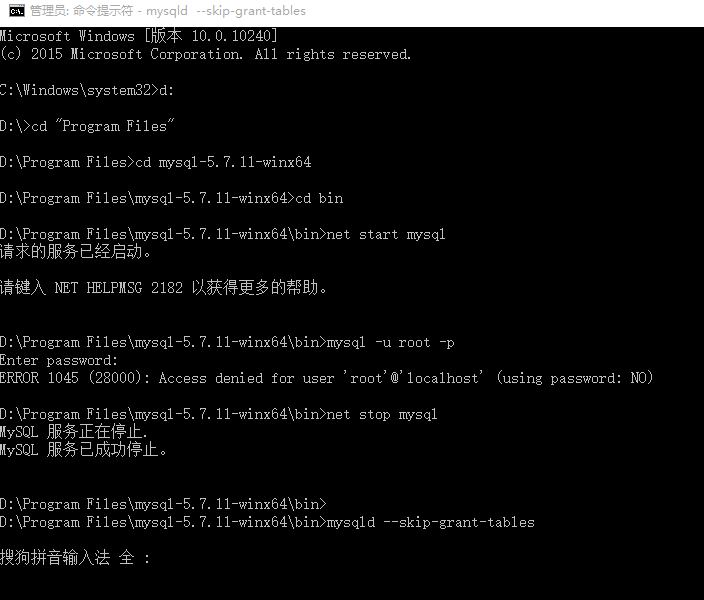 管理员: 命令提示符 - mysqld  --skip-grant-tables
Microsoft Windows [版本 10.0.10240]
(c) 2015 Microsoft Corporation. All rights reserved.
C:\Windows\system32>d:
D:\>cd "Program Files"
D:\Program Files>cd mysql-5.7.11-winx64
D:\Program Files\mysql-5.7.11-winx64>cd bin
D:\Program Files\mysql-5.7.11-winx64\bin>net start mysql
请求的服务已经启动。
请键入 NET HELPMSG 2182 以获得更多的帮助。
D:\Program Files\mysql-5.7.11-winx64\bin>mysql -u root -p
Enter password:
ERROR 1045 (28000): Access denied for user 'root'@'localhost' (using password: NO)
D:\Program Files\mysql-5.7.11-winx64\bin>net stop mysql
MySQL 服务正在停止.
MySQL 服务已成功停止。
D:\Program Files\mysql-5.7.11-winx64\bin>
D:\Program Files\mysql-5.7.11-winx64\bin>mysqld --skip-grant-tables
搜狗拼音输入法 全 :